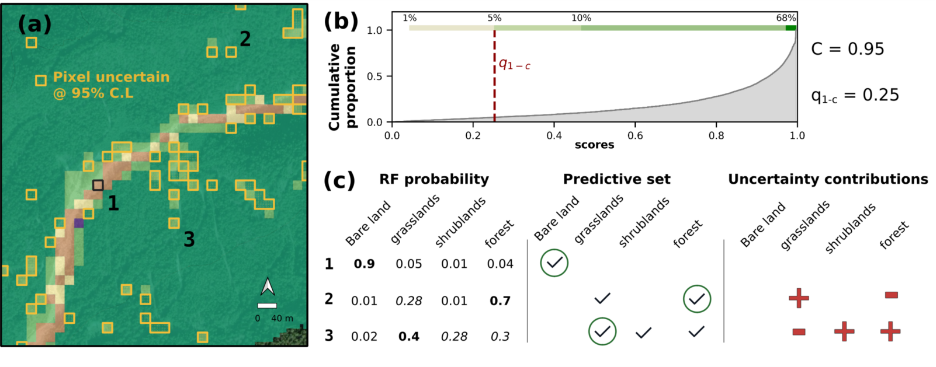 (a)
2
Pixel uncertain
@ 95% C.L
1
3
0 40 m
(b)
1% 5% 10% 68%
Cumulative
proportion
1.0
0.5
0.0
q1−c
0.0 0.2 0.4 0.6 0.8 1.0
scores
C = 0.95
q1-c = 0.25
(c) RF probability Predictive set Uncertainty contributions
Bare land grasslands shrublands forest Bare land grasslands shrublands forest Bare land grasslands shrublands forest
1 0.9 0.05 0.01 0.04
2 0.01 0.28 0.01 0.7
3 0.02 0.4 0.28 0.3